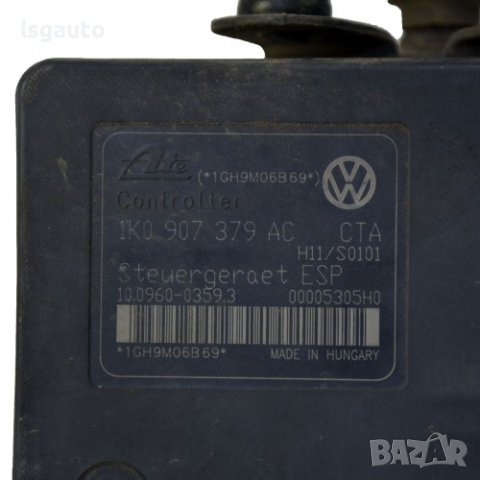 lsgauto
Ate (*1GH9M06B69*)
Controller
1K0 907 379 AC CTA
H11/S0101
Steuergeraet ESP
10.0960-0359.3 00005305H0
*1GH9M06B69* MADE IN HUNGARY
BAZAR